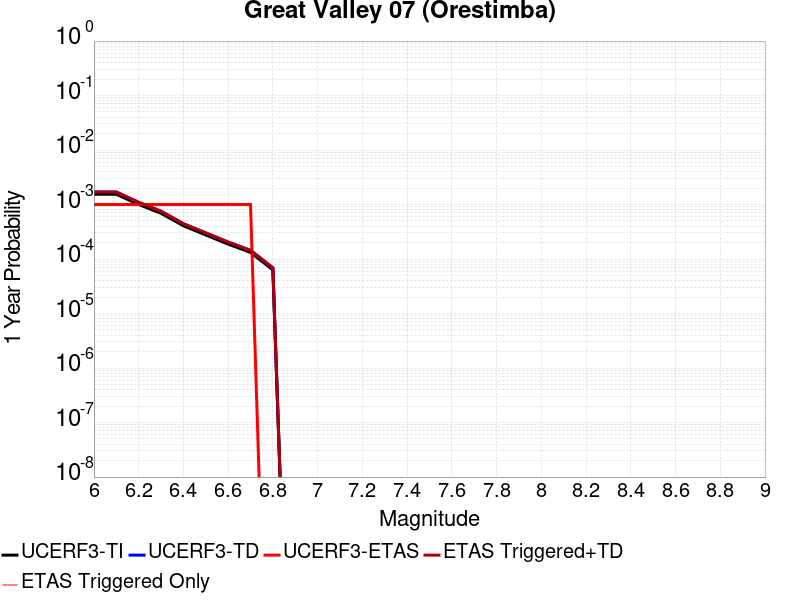 Great Valley 07 (Orestimba)
10 0
10 -1
10 -2
10 -3
10 -4
10 -5
10 -6
10 -7
10 -8
1 Year Probability
6 6.2 6.4 6.6 6.8 7 7.2 7.4 7.6 7.8 8 8.2 8.4 8.6 8.8 9
Magnitude
UCERF3-TI UCERF3-TD UCERF3-ETAS ETAS Triggered+TD
ETAS Triggered Only